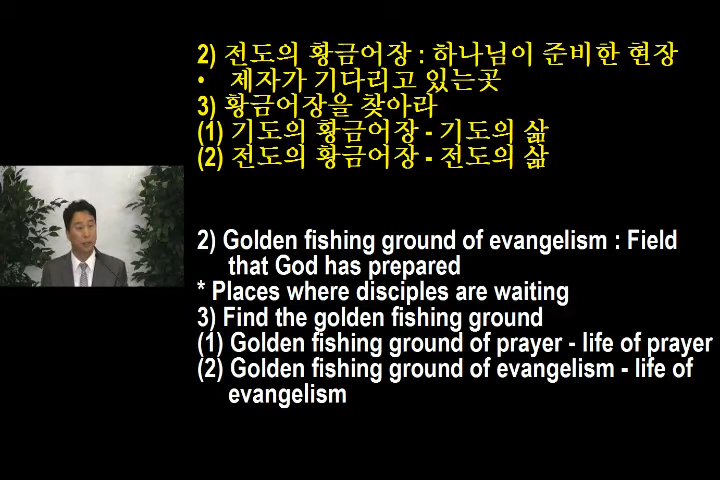 2) 전도의 황금어장 : 하나님이 준비한 현장
• 제자가 기다리고 있는곳
3) 황금어장을 찾아라
(1) 기도의 황금어장 - 기도의 삶
(2) 전도의 황금어장 - 전도의 삶
2) Golden fishing ground of evangelism : Field
that God has prepared
* Places where disciples are waiting
3) Find the golden fishing ground
(1) Golden fishing ground of prayer - life of prayer
(2) Golden fishing ground of evangelism - life of
evangelism